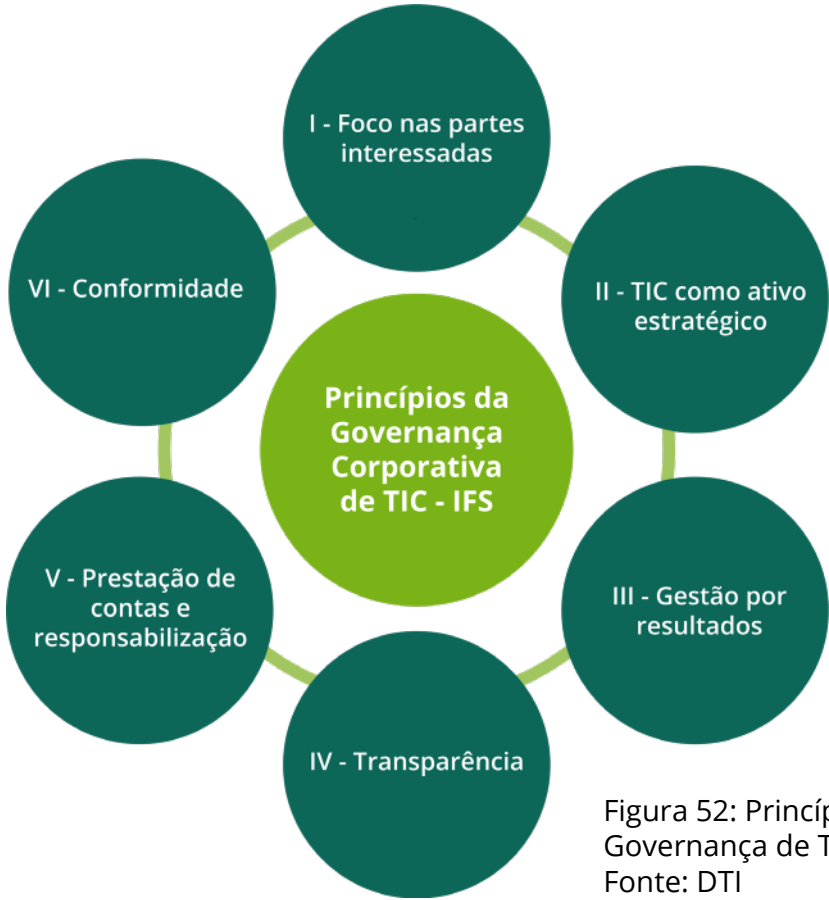 I - Foco nas partes
interessadas
II - TIC como ativo
estratégico
III - Gestão por
resultados
IV - Transparência
V - Prestação de
contas e
responsabilização
VI - Conformidade
Princípios da
Governança
Corporativa
de TIC - IFS
Figura 52:
Governança de
Fonte: DTI